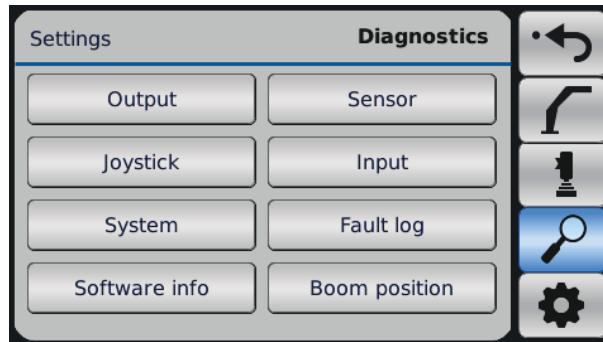 Settings Diagnostics
Output Sensor
Joystick Input
System Fault log
Software info Boom position